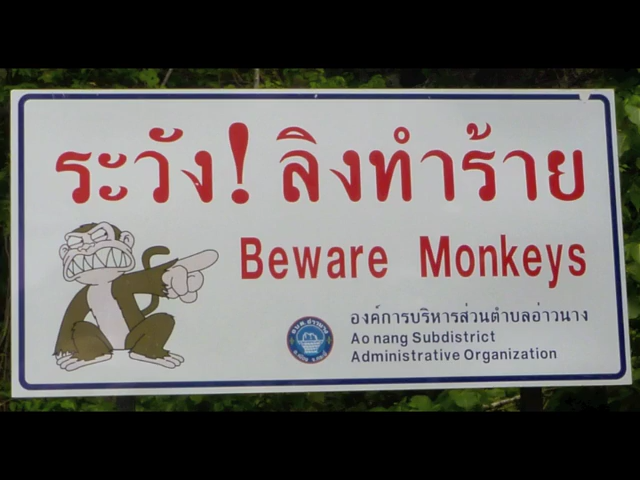 ระวัง! ลิงทำร้าย
Beware Monkeys
องค์การบริหารส่วนตำบลอ่าวนาง
Ao nang Subdistrict
Administrative Organization